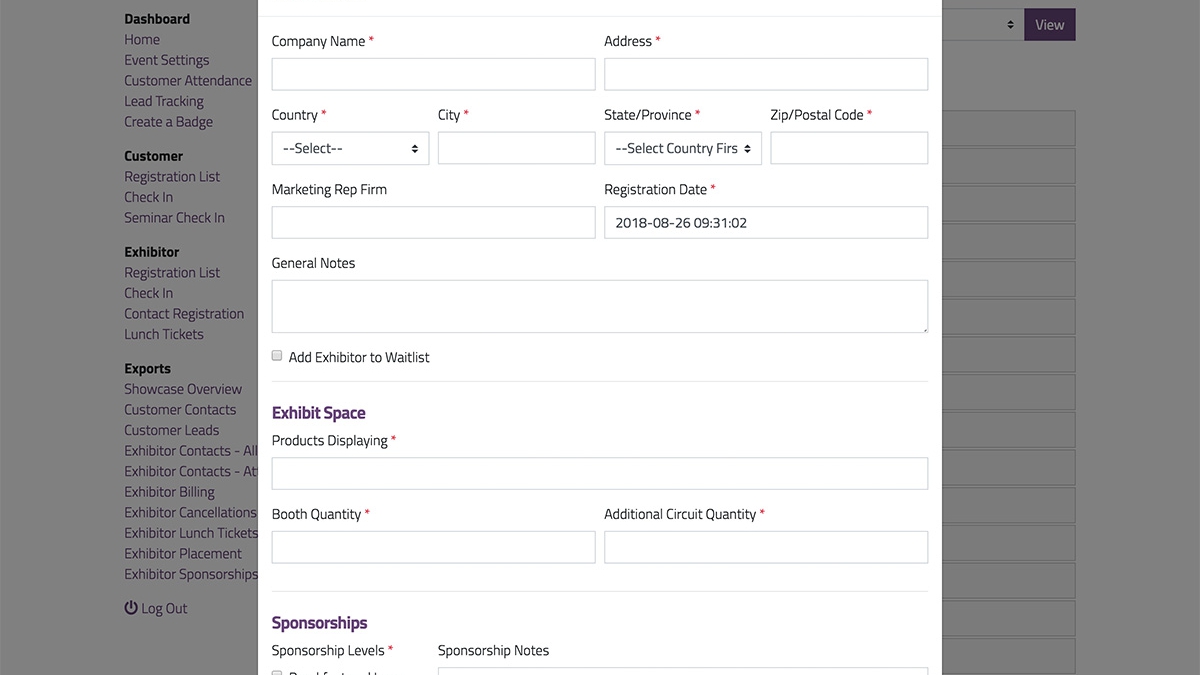 Dashboard
Home
Event Settings
Customer Attendance
Lead Tracking
Create a Badge
Customer
Registration List
Check In
Seminar Check In
Exhibitor
Registration List
Check In
Contact Registration
Lunch Tickets
Exports
Showcase Overview
Customer Contacts
Customer Leads
Exhibitor Contacts - All
Exhibitor Contacts - At
Exhibitor Billing
Exhibitor Cancellations
Exhibitor Lunch Tickets
Exhibitor Placement
Exhibitor Sponsorships
Log Out
Company Name * Address *
Country * City * State/Province * Zip/Postal Code *
--Select-- --Select Country Firs
Marketing Rep Firm Registration Date *
2018-08-26 09:31:02
General Notes
Add Exhibitor to Waitlist
Exhibit Space
Products Displaying *
Booth Quantity * Additional Circuit Quantity *
Sponsorships
Sponsorship Levels * Sponsorship Notes
View